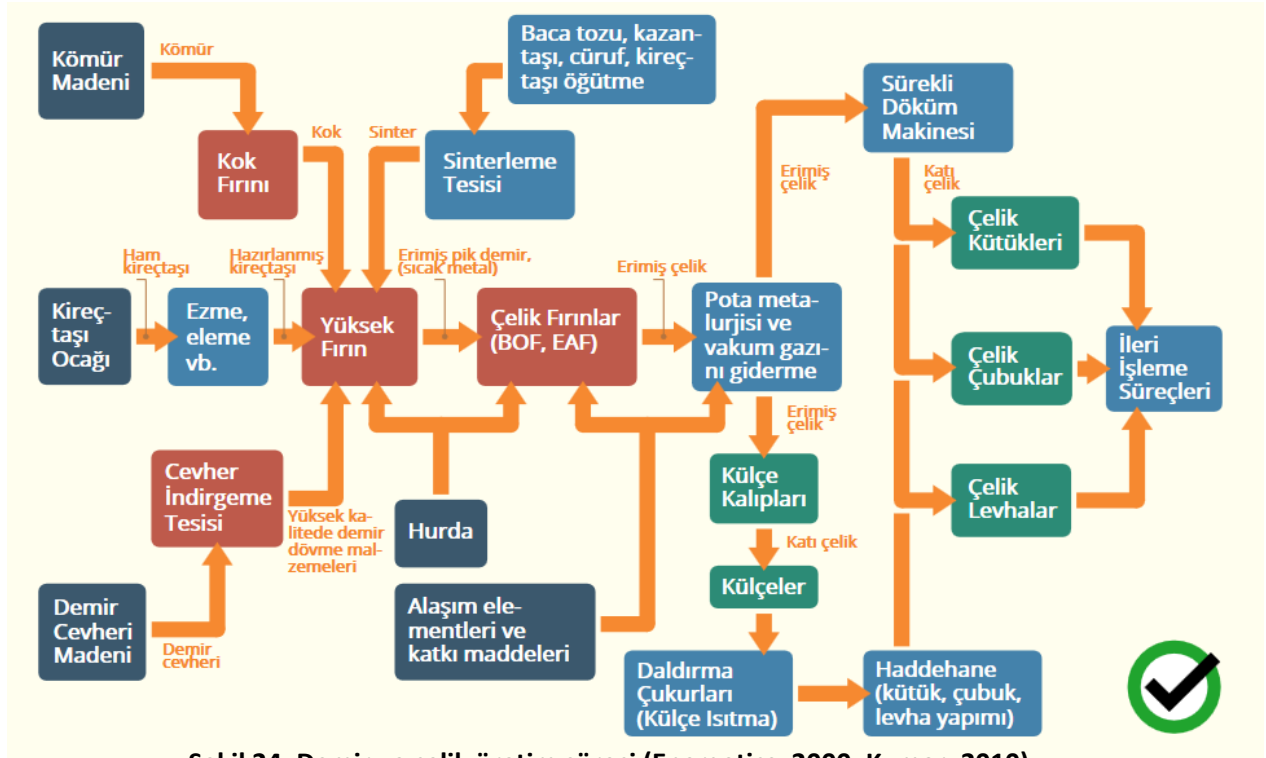 Kömür
Madeni
Kömür
Baca tozu, kazan-
taşı, cüruf, kireç-
taşı öğütme
Sürekli
Döküm
Makinesi
Kok
Fırını
Kok
Sinter
Sinterleme
Tesisi
Erimiş
çelik
Katı
çelik
Çelik
Kütükleri
Ham
kireçtaşı
Hazırlanmış
kireçtaşı
Erimiş pik demir,
(sıcak metal)
Erimiş çelik
Kireç-
taşı
Ocağı
Ezme,
eleme
vb.
Yüksek
Fırın
Çelik Fırınlar
(BOF, EAF)
Pota meta-
lurjisi ve
vakum gazı-
nı giderme
Çelik
Çubuklar
İleri
İşleme
Süreçleri
Erimiş
çelik
Cevher
İndirgeme
Tesisi
Yüksek ka-
litede demir
dövme mal-
zemeleri
Hurda
Külçe
Kalıpları
Çelik
Levhalar
Katı çelik
Külçeler
Demir
Cevheri
Madeni
Demir
cevheri
Alaşım ele-
mentleri ve
katkı maddeleri
Daldırma
Çukurları
(Külçe Isıtma)
Haddehane
(kütük, çubuk,
levha yapımı)